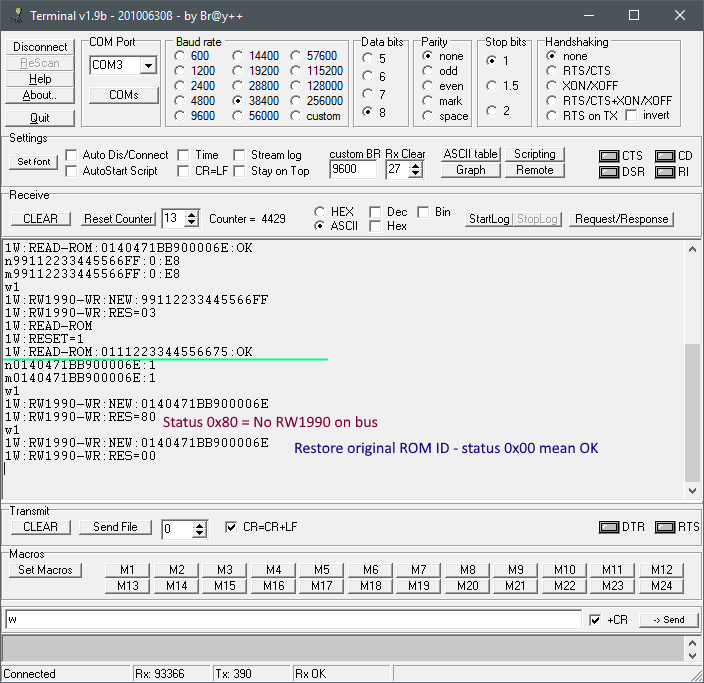 Terminal v1.9b - 20100630ß - by Br@y++
Disconnect
ReScan
Help
About..
Quit
COM Port
COM3
COMs
Baud rate
600 14400 57600
1200 19200 115200
2400 28800 128000
4800 38400 256000
9600 56000 custom
Data bits
5
6
7
8
Parity
none
odd
even
mark
space
Stop bits
1
1.5
2
Handshaking
none
RTS/CTS
XON/XOFF
RTS/CTS+XON/XOFF
RTS on TX invert
Settings
Set font
Auto Dis/Connect Time Stream log
AutoStart Script CR=LF Stay on Top
custom BR Rx Clear
9600 27
ASCII table Scripting
Graph Remote
CTS CD
DSR RI
Receive
CLEAR Reset Counter 13 Counter = 4429
HEX Dec Bin
ASCII Hex
StartLog StopLog Request/Response
1W:READ-ROM:0140471BB900006E:OK
n99112233445566FF:0:E8
m99112233445566FF:0:E8
w1
1W:RW1990-WR:NEW:99112233445566FF
1W:RW1990-WR:RES=03
1W:READ-ROM
1W:RESET=1
1W:READ-ROM:0111223344556675:OK
n0140471BB900006E:1
m0140471BB900006E:1
w1
1W:RW1990-WR:NEW:0140471BB900006E
1W:RW1990-WR:RES=80 Status 0x80 = No RW1990 on bus
w1
1W:RW1990-WR:NEW:0140471BB900006E
Restore original ROM ID - status 0x00 mean OK
1W:RW1990-WR:RES=00
Transmit
CLEAR Send File 0 CR=CR+LF DTR RTS
Macros
Set Macros M1 M2 M3 M4 M5 M6 M7 M8 M9 M10 M11 M12
M13 M14 M15 M16 M17 M18 M19 M20 M21 M22 M23 M24
w +CR -> Send
Connected Rx: 93366 Tx: 390 Rx OK